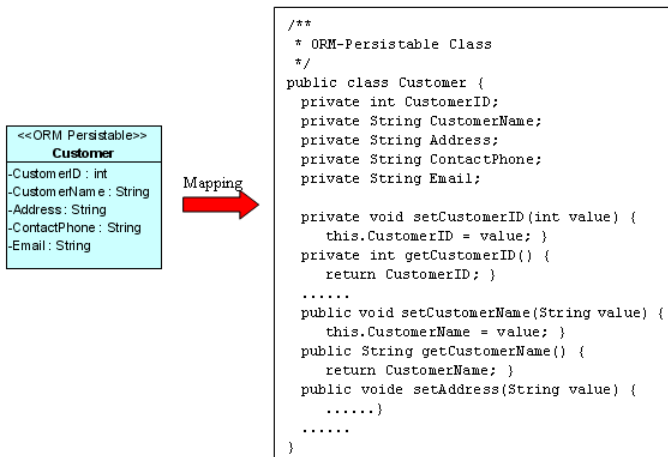 <<ORM Persistable>>
Customer
-CustomerID : int
-CustomerName : String
-Address : String
-ContactPhone : String
-Email : String
Mapping
/**
 * ORM-Persistable Class
 */
public class Customer {
  private int CustomerID;
  private String CustomerName;
  private String Address;
  private String ContactPhone;
  private String Email;

  private void setCustomerID(int value) {
     this.CustomerID = value; }
  private int getCustomerID() {
     return CustomerID; }
  ......
  public void setCustomerName(String value) {
     this.CustomerName = value; }
  public String getCustomerName() {
     return CustomerName; }
  public voide setAddress(String value) {
     ......}
  ......
}